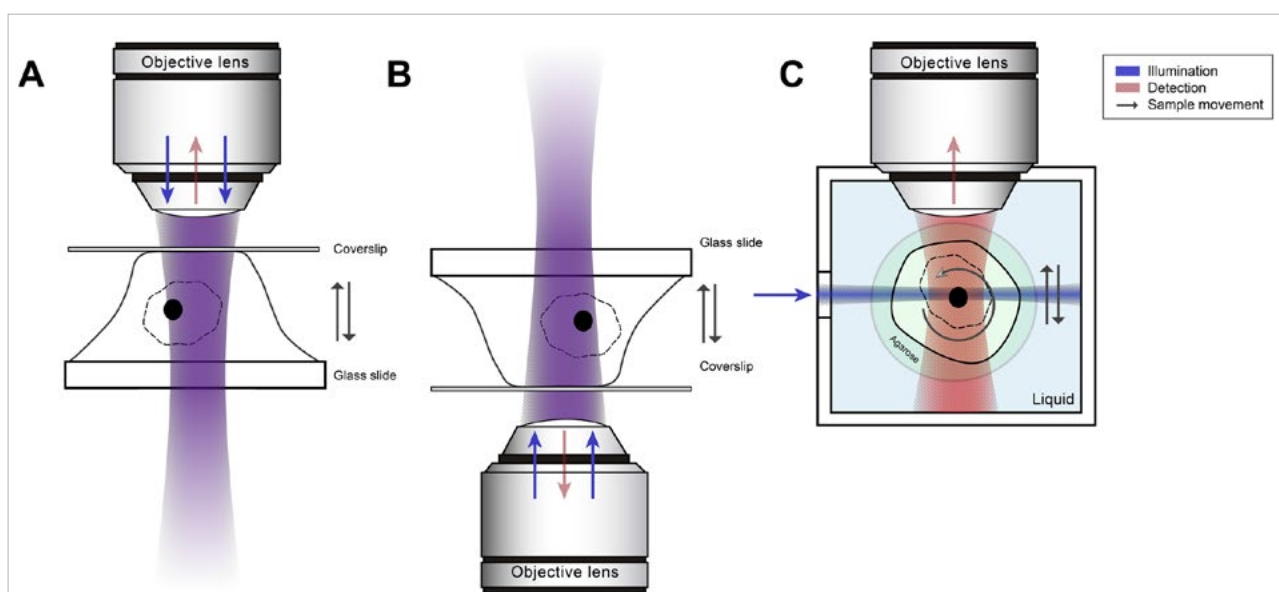 A
Objective lens
Coverslip
Glass slide
B
Glass slide
Coverslip
Objective lens
C
Objective lens
Agarose
Liquid
Illumination
Detection
Sample movement